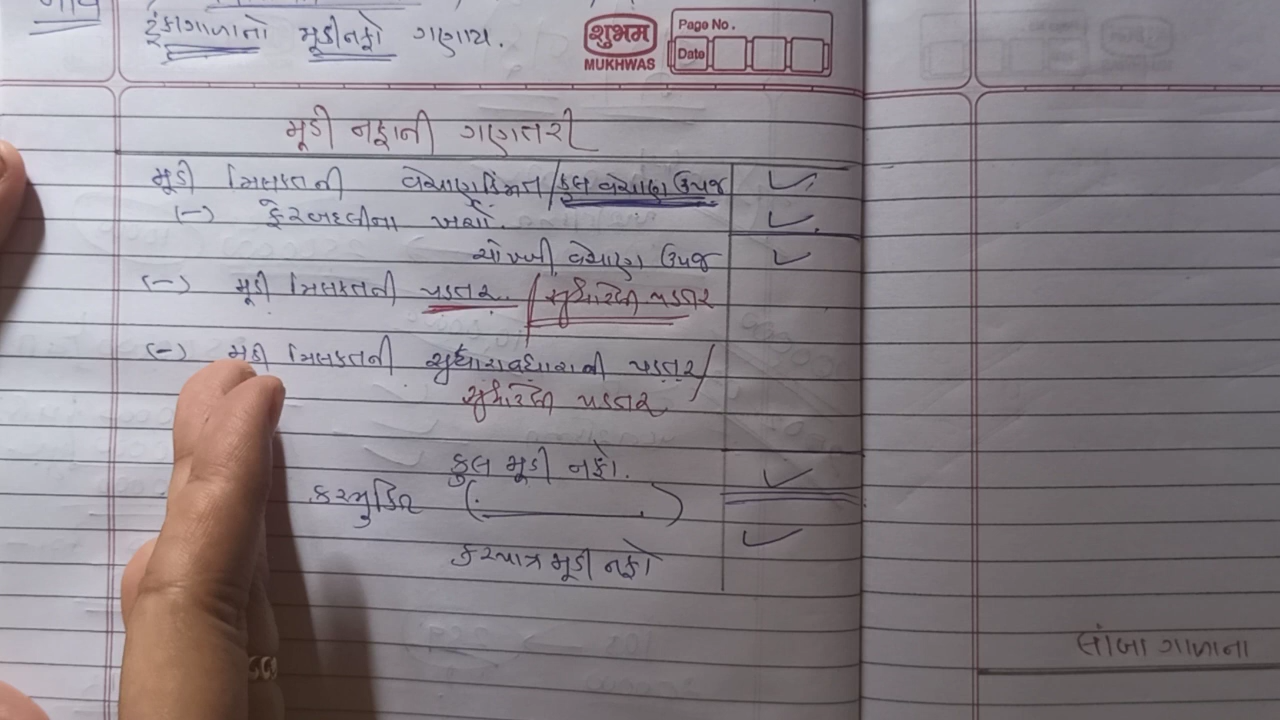 ટૂંકાગાળાનો મૂડીનફો ગણાય.
શુभम
MUKHWAS
Page No.
Date
મૂડી નફાની ગણતરી
મૂડી મિલકતની વેચાણકિંમત/કુલ વેચાણ ઉપજ
(-) ફેરબદલીના ખર્ચા.
ચોખ્ખી વેચાણ ઉપજ
(-) મૂડી મિલકતની પડતર / સુધારેલી પડતર
(-) મૂડી મિલકતની સુધારાવધારાની પડતર/
સુધારેલી પડતર
કુલ મૂડી નફો.
કરમુક્તિ (. .)
કરપાત્ર મૂડી નફો
લાંબા ગાળાના